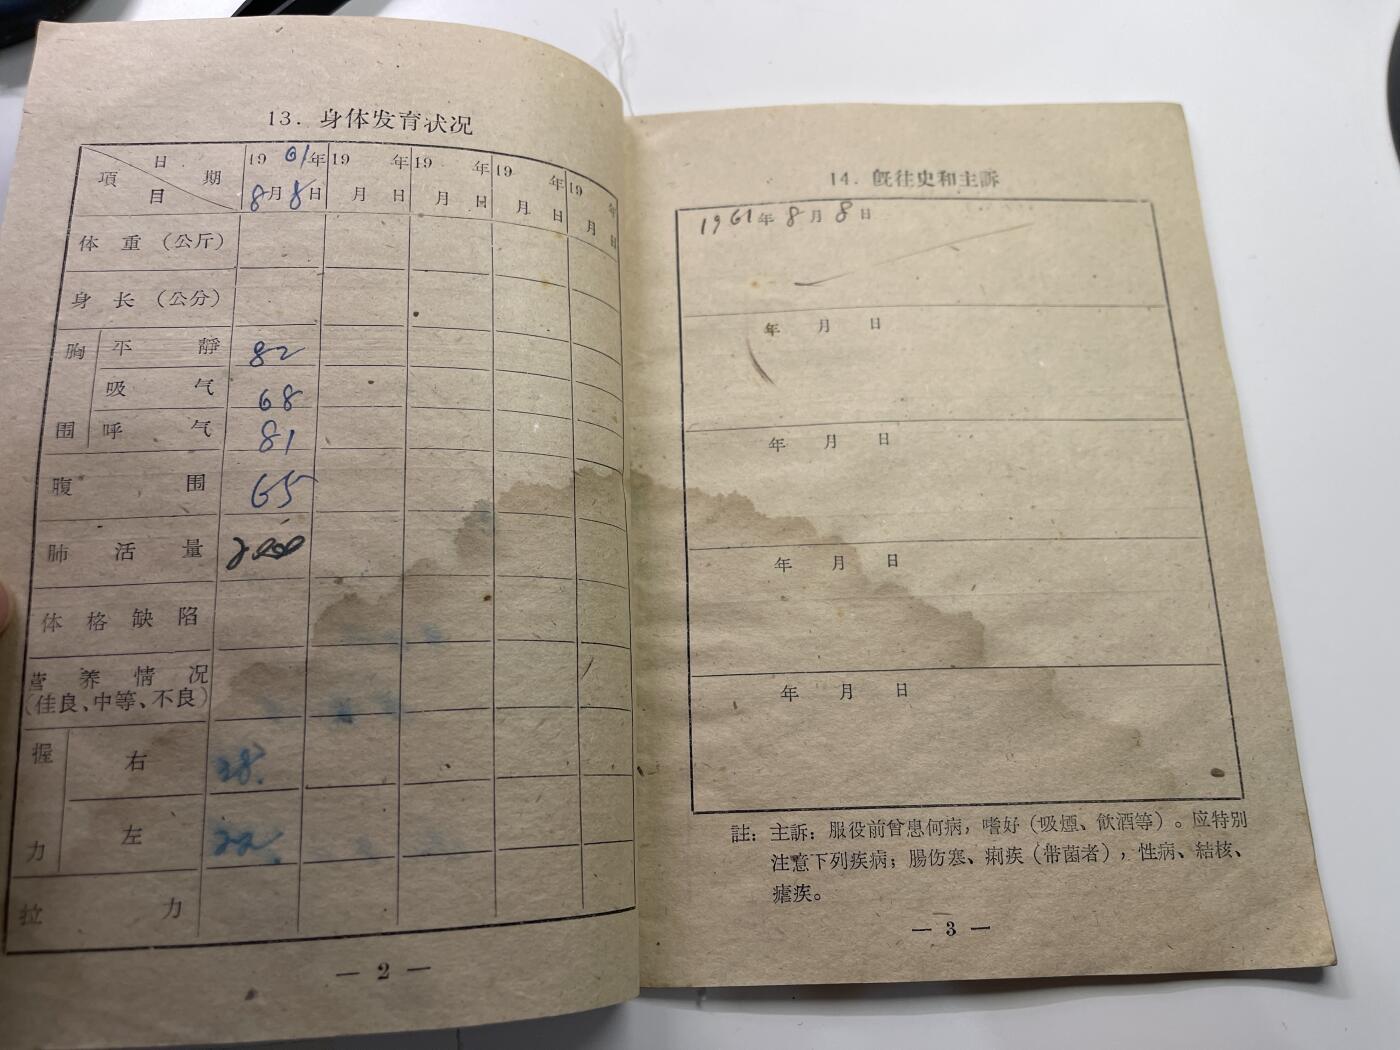 13. 身体发育状况
日 期 項 目 19 61年 8月8日 19 年 月 日 19 年 月 日 19 年 月 日 19 年 月 日
体 重 (公斤)
身 长 (公分)
胸 围 平 靜 82
吸 气 68
呼 气 81
腹 围 65
肺 活 量
体 格 缺 陷
营 养 情 况
(佳良、中等、不良)
握 力 右 38.
左 22.
拉 力
— 2 —
14. 旣往史和主訴
1961年 8月 8日
年 月 日
年 月 日
年 月 日
年 月 日
註: 主訴: 服役前曾患何病, 嗜好 (吸煙、飮酒等)。应特別
注意下列疾病; 腸伤寒、痢疾 (带菌者), 性病、結核、
瘧疾。
— 3 —